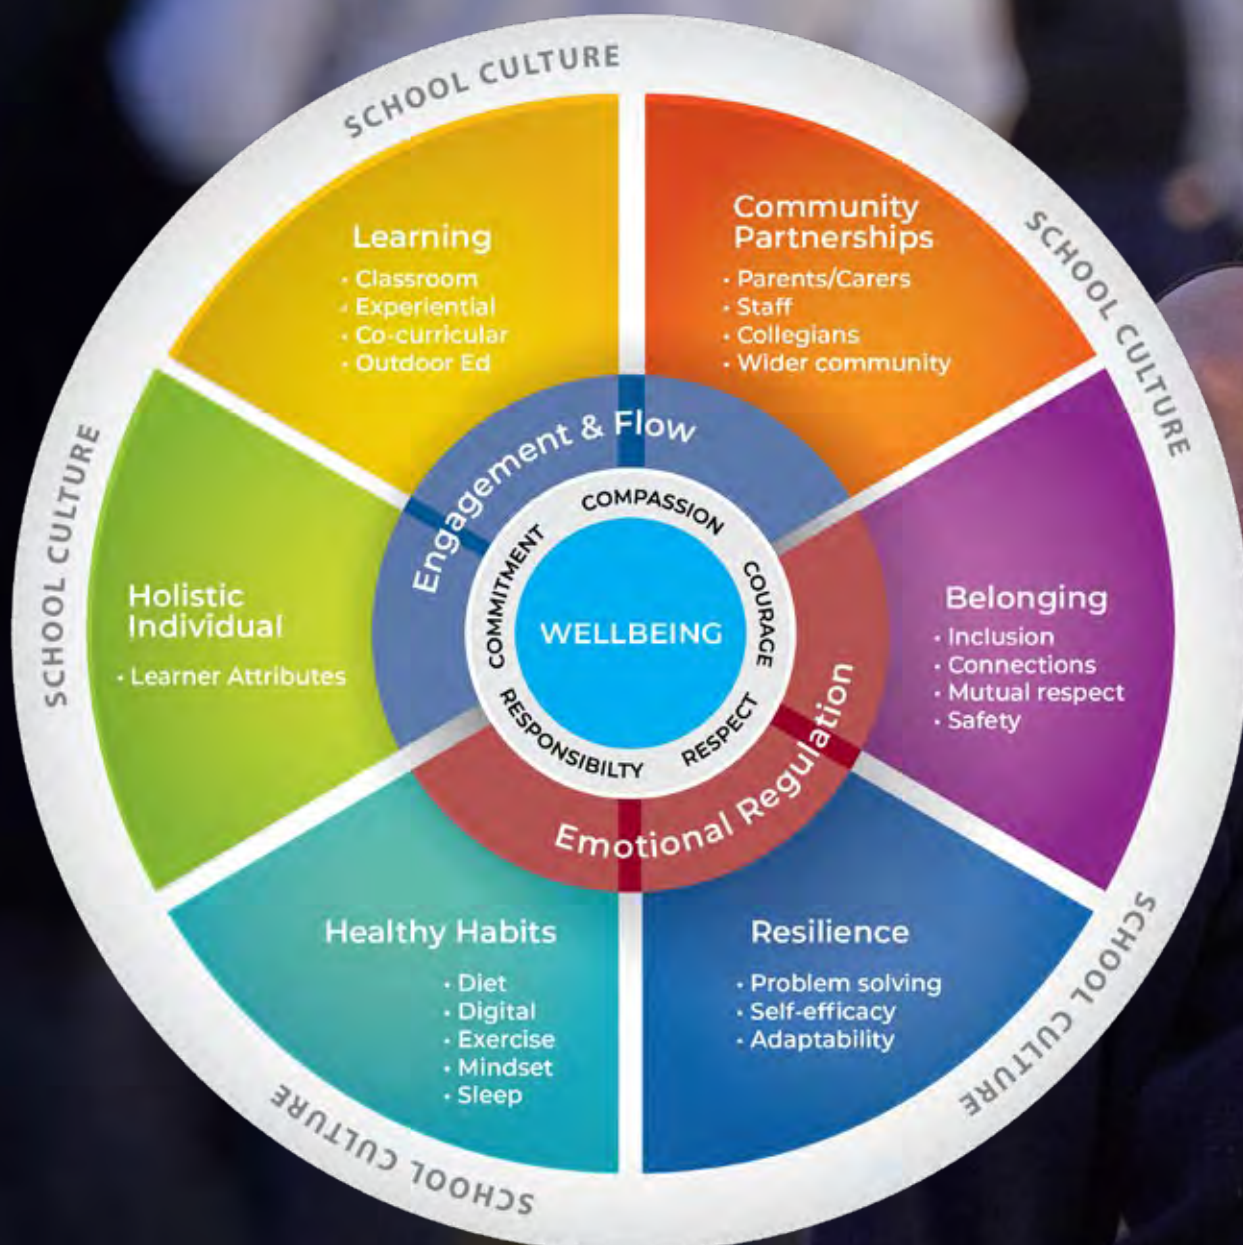 SCHOOL CULTURE
SCHOOL CULTURE
SCHOOL CULTURE
SCHOOL CULTURE
SCHOOL CULTURE
Learning
• Classroom
• Experiential
• Co-curricular
• Outdoor Ed
Community
Partnerships
• Parents/Carers
• Staff
• Collegians
• Wider community
Holistic
Individual
• Learner Attributes
Belonging
• Inclusion
• Connections
• Mutual respect
• Safety
Healthy Habits
• Diet
• Digital
• Exercise
• Mindset
• Sleep
Resilience
• Problem solving
• Self-efficacy
• Adaptability
Engagement & Flow
Emotional Regulation
COMPASSION
COURAGE
RESPECT
RESPONSIBILTY
COMMITMENT
WELLBEING